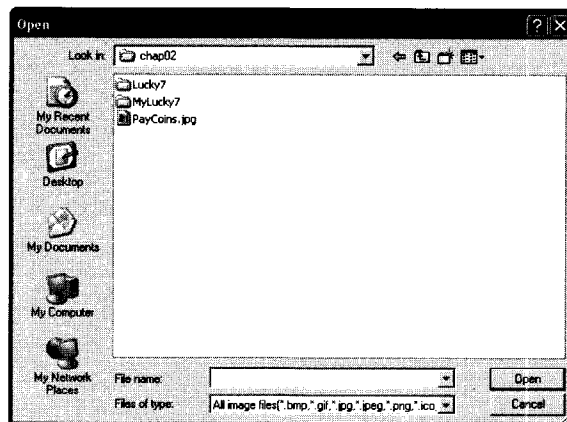 Open
Look in:
chap02
Lucky7
MyLucky7
PayCoins.jpg
My Recent
Documents
Desktop
My Documents
My Computer
My Network
Places
File name:
Open
Files of type:
All image files(*.bmp,*.gif,*.jpg,*.jpeg,*.png,*.ico,
Cancel